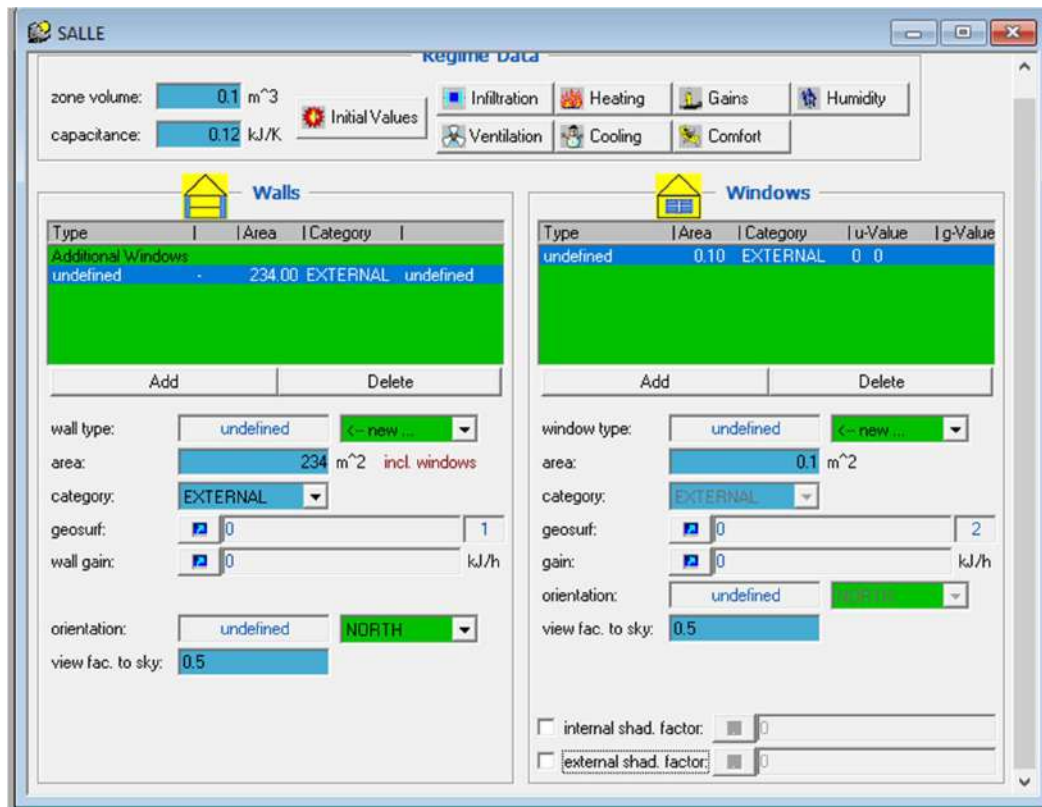 SALLE
Regime Data
zone volume: 0.1 m^3
capacitance: 0.12 kJ/K
Initial Values
Infiltration Heating Gains Humidity
Ventilation Cooling Comfort
Walls
Type | | Area | Category |
Additional Windows
undefined - 234.00 EXTERNAL undefined
Add Delete
wall type: undefined <-- new ...
area: 234 m^2 incl. windows
category: EXTERNAL
geosurf: 0 1
wall gain: 0 kJ/h
orientation: undefined NORTH
view fac. to sky: 0.5
Windows
Type | Area | Category | u-Value | g-Value
undefined 0.10 EXTERNAL 0 0
Add Delete
window type: undefined <-- new ...
area: 0.1 m^2
category: EXTERNAL
geosurf: 0 2
gain: 0 kJ/h
orientation: undefined NORTH
view fac. to sky: 0.5
internal shad. factor: 0
external shad. factor: 0